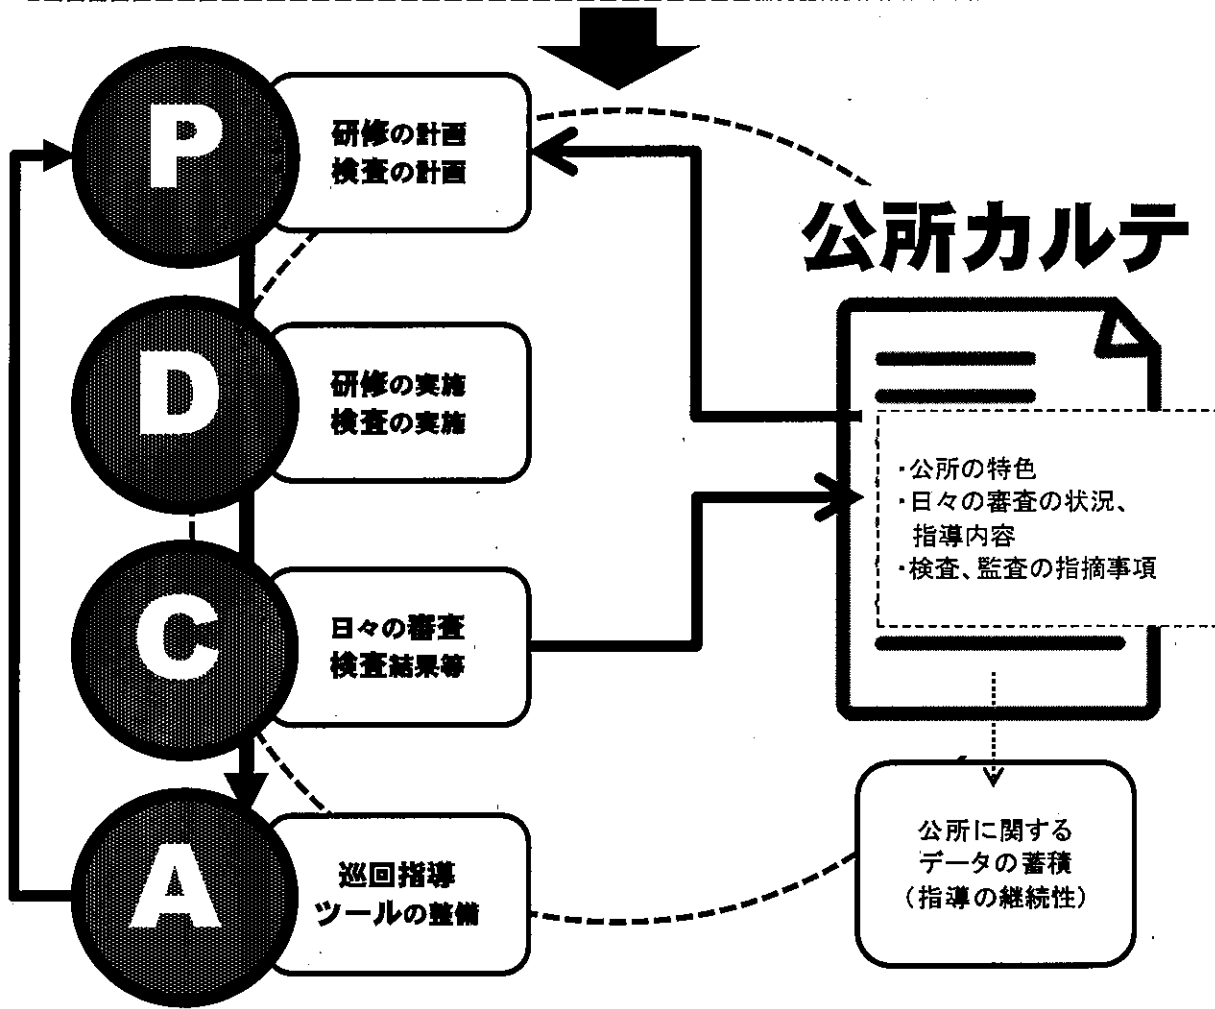 P
研修の計画
検査の計画
公所カルテ
D
研修の実施
検査の実施
・公所の特色
・日々の審査の状況、
指導内容
・検査、監査の指摘事項
C
日々の審査
検査結果等
A
巡回指導
ツールの整備
公所に関する
データの蓄積
(指導の継続性)